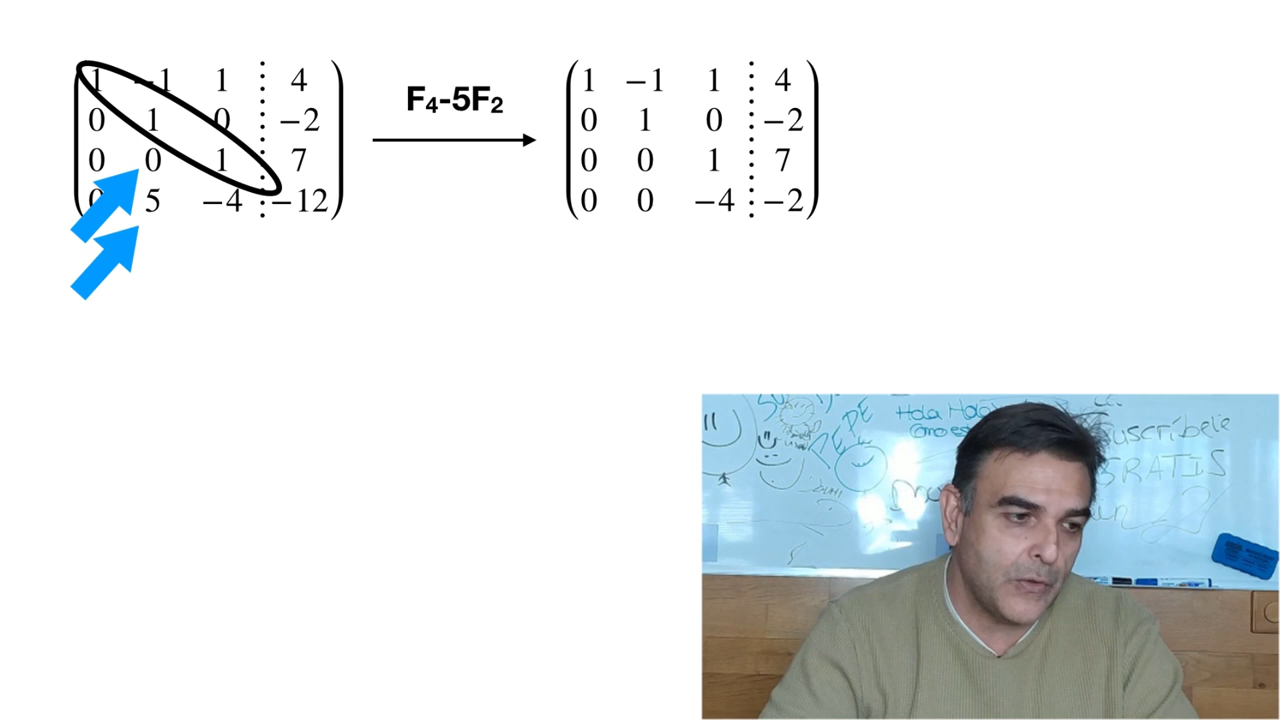 1 −1 1 4
0 1 0 −2
0 0 1 7
0 5 −4 −12
F₄-5F₂
1 −1 1 4
0 1 0 −2
0 0 1 7
0 0 −4 −2
Hola Hola
PEPE
suscríbete
GRATIS